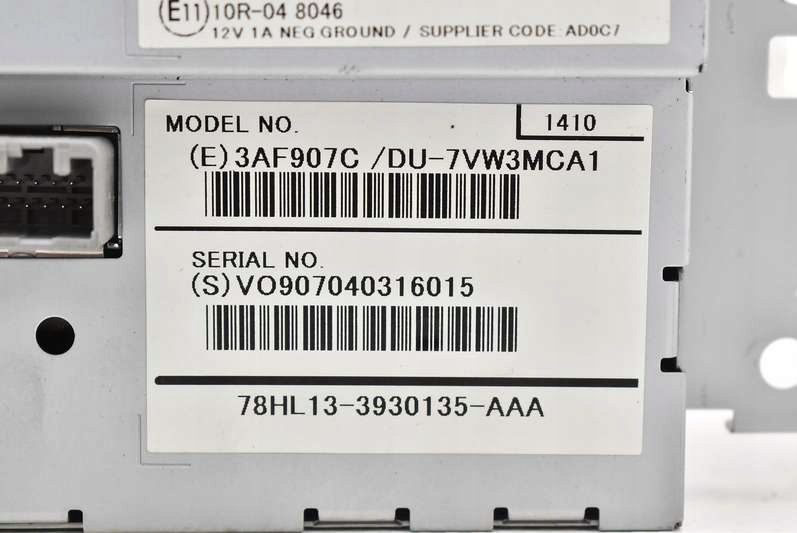 E11 10R-04 8046
12V 1A NEG GROUND / SUPPLIER CODE:AD0C7
MODEL NO. 1410
(E)3AF907C /DU-7VW3MCA1
SERIAL NO.
(S)VO907040316015
78HL13-3930135-AAA